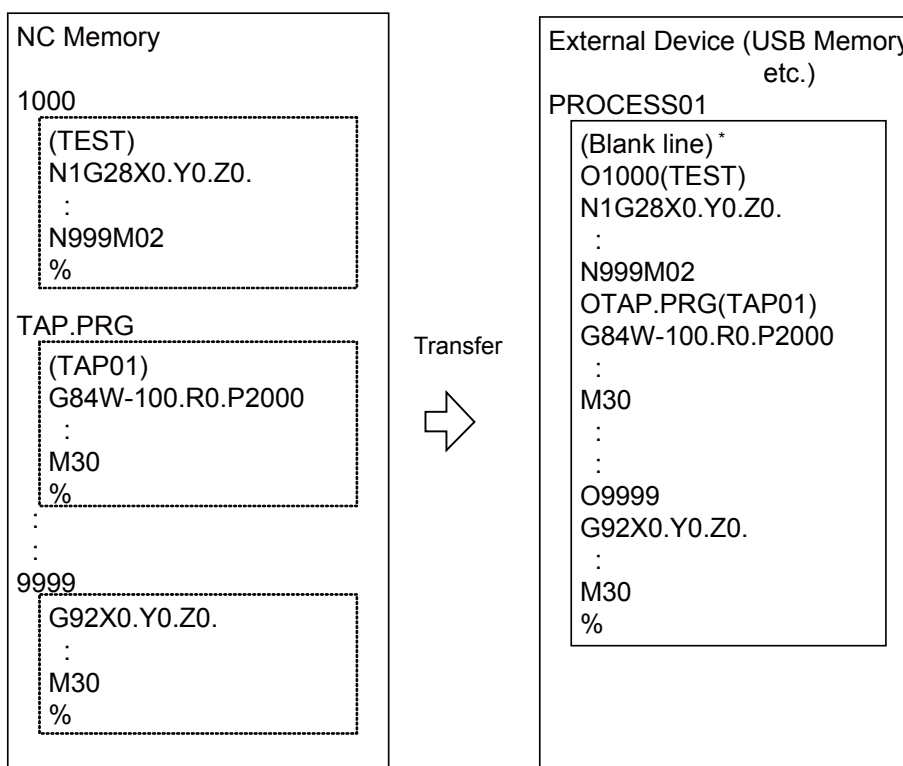 NC Memory
1000
(TEST)
N1G28X0.Y0.Z0.
:
N999M02
%
TAP.PRG
(TAP01)
G84W-100.R0.P2000
:
M30
%
:
:
9999
G92X0.Y0.Z0.
:
M30
%
Transfer
External Device (USB Memory
etc.)
PROCESS01
(Blank line) *
O1000(TEST)
N1G28X0.Y0.Z0.
:
N999M02
OTAP.PRG(TAP01)
G84W-100.R0.P2000
:
M30
:
:
O9999
G92X0.Y0.Z0.
:
M30
%